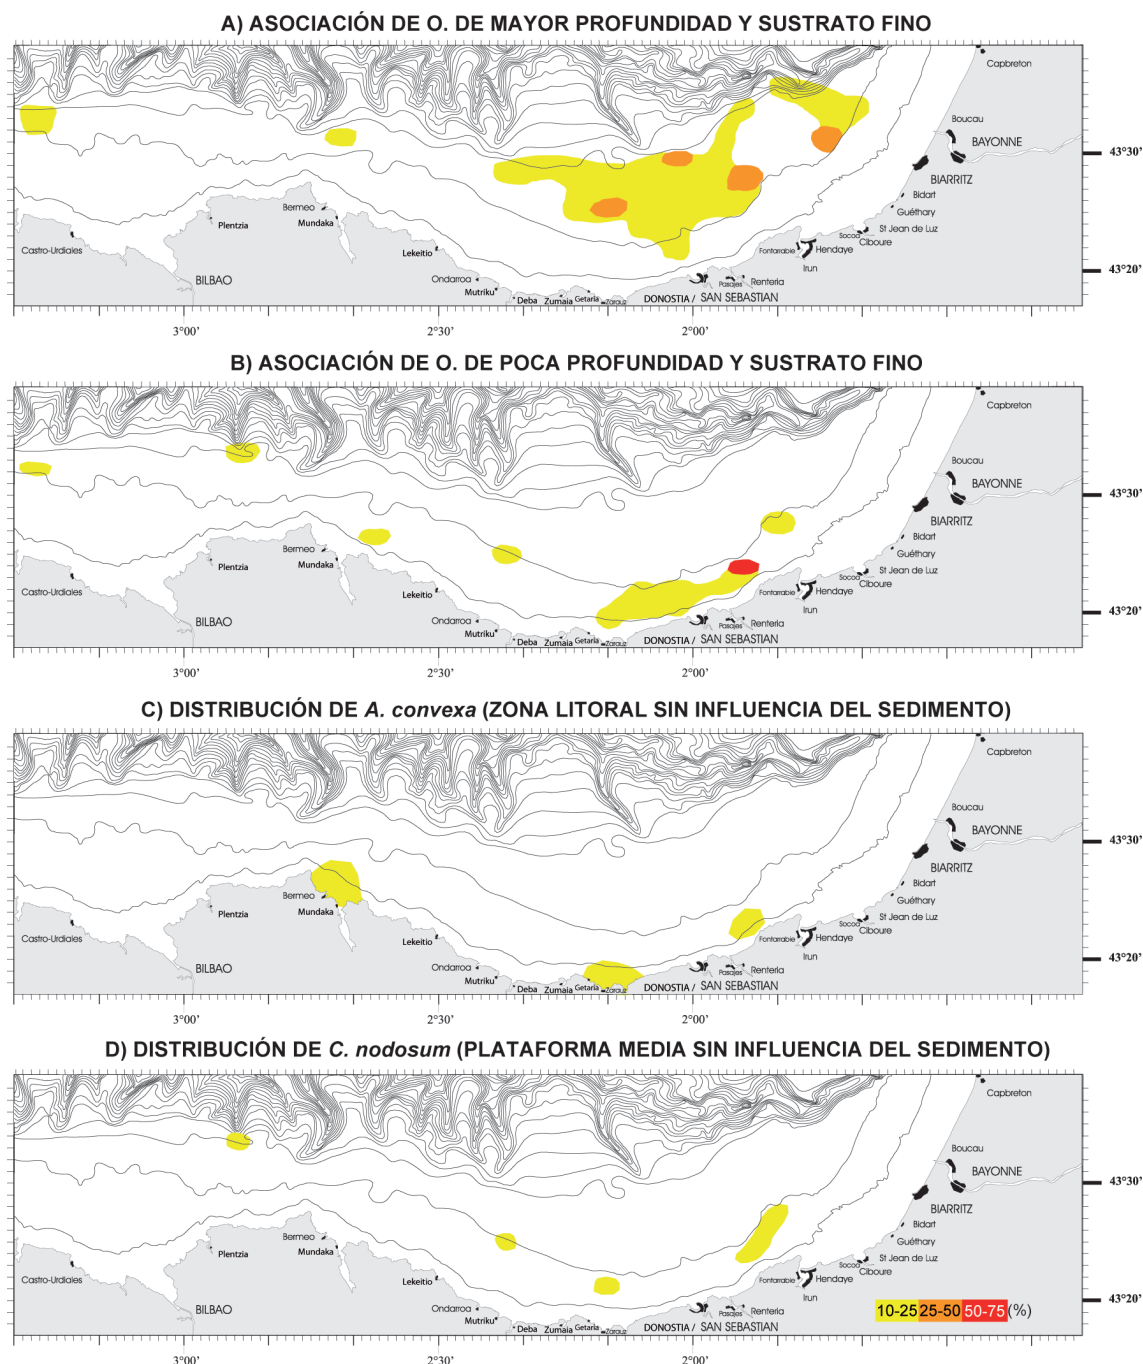 A) ASOCIACIÓN DE O. DE MAYOR PROFUNDIDAD Y SUSTRATO FINO
Capbreton
Boucau
BAYONNE
43°30'
BIARRITZ
Bidart
Guéthary
St Jean de Luz
Socoa
Ciboure
Fontarrabie
Hendaye
Irun
Bermeo
Mundaka
Plentzia
Castro-Urdiales
Lekeitio
BILBAO
Ondarroa
Mutriku
Deba
Zumaia
Getaria
Zarauz
DONOSTIA / SAN SEBASTIAN
Pasajes
Renteria
43°20'
3°00'
2°30'
2°00'
B) ASOCIACIÓN DE O. DE POCA PROFUNDIDAD Y SUSTRATO FINO
Capbreton
Boucau
BAYONNE
43°30'
BIARRITZ
Bidart
Guéthary
St Jean de Luz
Socoa
Ciboure
Fontarrabie
Hendaye
Irun
Bermeo
Mundaka
Plentzia
Castro-Urdiales
Lekeitio
BILBAO
Ondarroa
Mutriku
Deba
Zumaia
Getaria
Zarauz
DONOSTIA / SAN SEBASTIAN
Pasajes
Renteria
43°20'
3°00'
2°30'
2°00'
C) DISTRIBUCIÓN DE A. convexa (ZONA LITORAL SIN INFLUENCIA DEL SEDIMENTO)
Capbreton
Boucau
BAYONNE
43°30'
BIARRITZ
Bidart
Guéthary
St Jean de Luz
Socoa
Ciboure
Fontarrabie
Hendaye
Irun
Bermeo
Mundaka
Plentzia
Castro-Urdiales
Lekeitio
BILBAO
Ondarroa
Mutriku
Deba
Zumaia
Getaria
Zarauz
DONOSTIA / SAN SEBASTIAN
Pasajes
Renteria
43°20'
3°00'
2°30'
2°00'
D) DISTRIBUCIÓN DE C. nodosum (PLATAFORMA MEDIA SIN INFLUENCIA DEL SEDIMENTO)
Capbreton
Boucau
BAYONNE
43°30'
BIARRITZ
Bidart
Guéthary
St Jean de Luz
Socoa
Ciboure
Fontarrabie
Hendaye
Irun
Bermeo
Mundaka
Plentzia
Castro-Urdiales
Lekeitio
BILBAO
Ondarroa
Mutriku
Deba
Zumaia
Getaria
Zarauz
DONOSTIA / SAN SEBASTIAN
Pasajes
Renteria
10-25 25-50 50-75 (%)
43°20'
3°00'
2°30'
2°00'